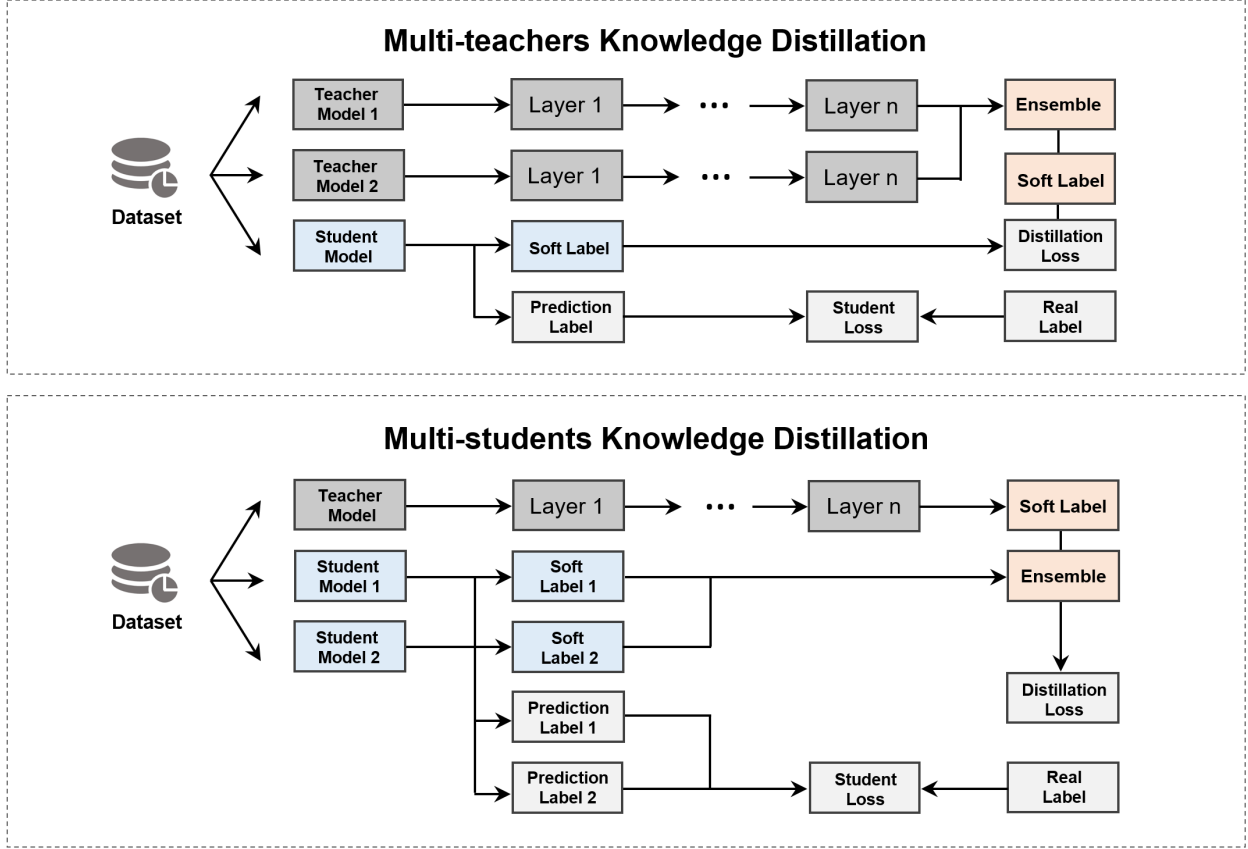 Multi-teachers Knowledge Distillation
Teacher
Model 1
Layer 1
...
Layer n
Ensemble
Teacher
Model 2
Layer 1
...
Layer n
Soft Label
Dataset
Student
Model
Soft Label
Distillation
Loss
Prediction
Label
Student
Loss
Real
Label
Multi-students Knowledge Distillation
Teacher
Model
Layer 1
...
Layer n
Soft Label
Student
Model 1
Soft
Label 1
Ensemble
Dataset
Student
Model 2
Soft
Label 2
Distillation
Loss
Prediction
Label 1
Prediction
Label 2
Student
Loss
Real
Label